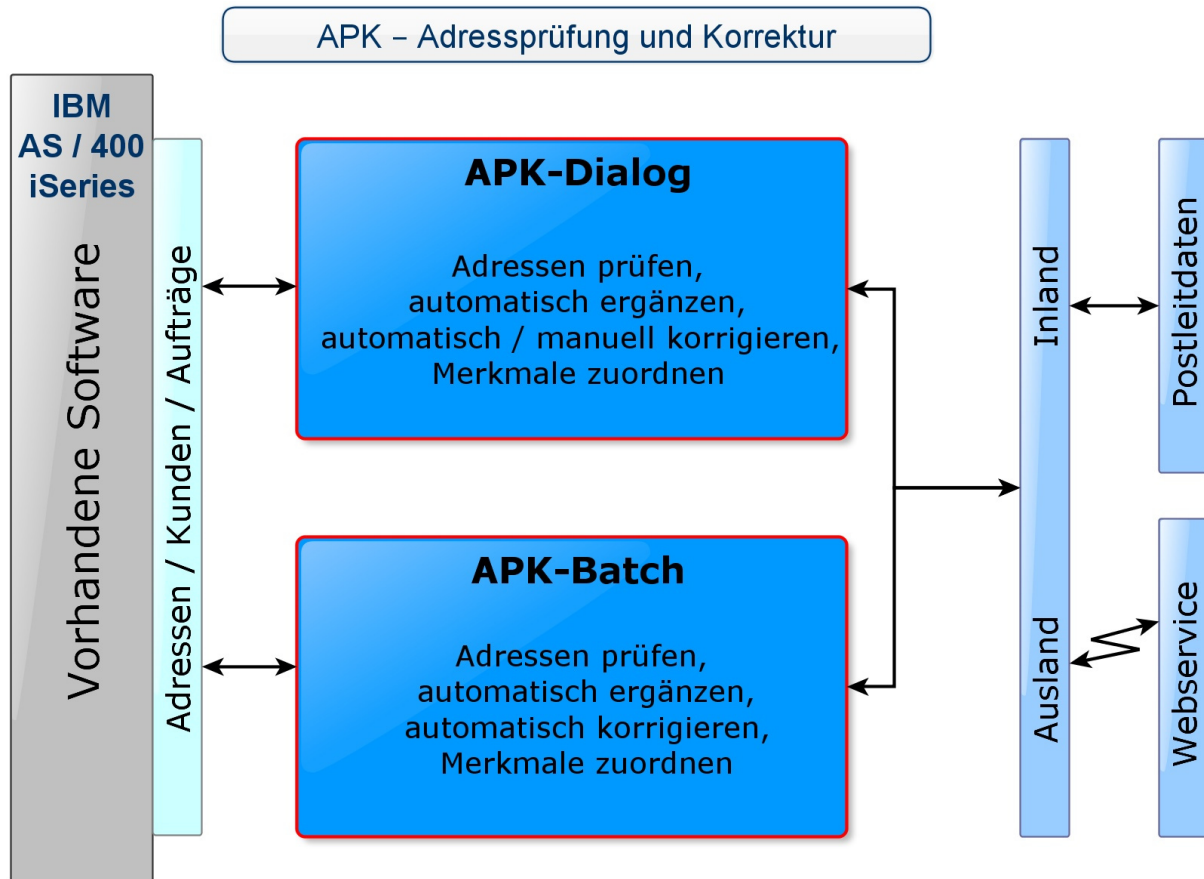 APK – Adressprüfung und Korrektur
IBM
AS / 400
iSeries
Vorhandene Software
Adressen / Kunden / Aufträge
APK-Dialog
Adressen prüfen,
automatisch ergänzen,
automatisch / manuell korrigieren,
Merkmale zuordnen
APK-Batch
Adressen prüfen,
automatisch ergänzen,
automatisch korrigieren,
Merkmale zuordnen
Inland
Ausland
Postleitdaten
Webservice